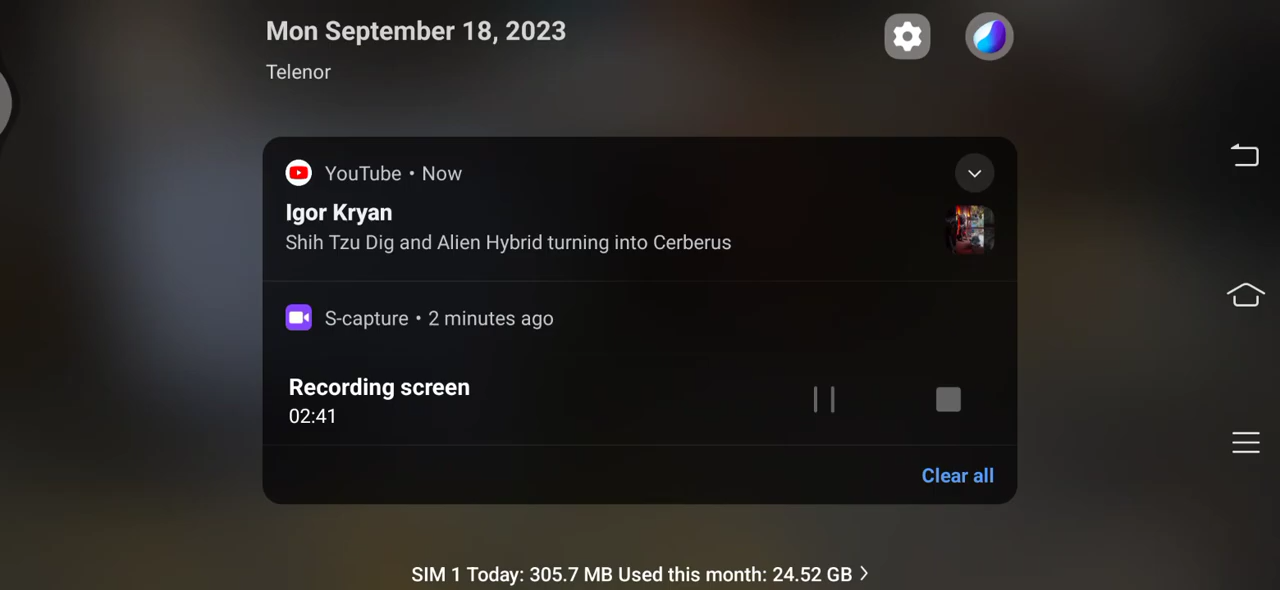 Mon September 18, 2023
Telenor
YouTube • Now
Igor Kryan
Shih Tzu Dig and Alien Hybrid turning into Cerberus
S-capture • 2 minutes ago
Recording screen
02:41
Clear all
SIM 1 Today: 305.7 MB Used this month: 24.52 GB